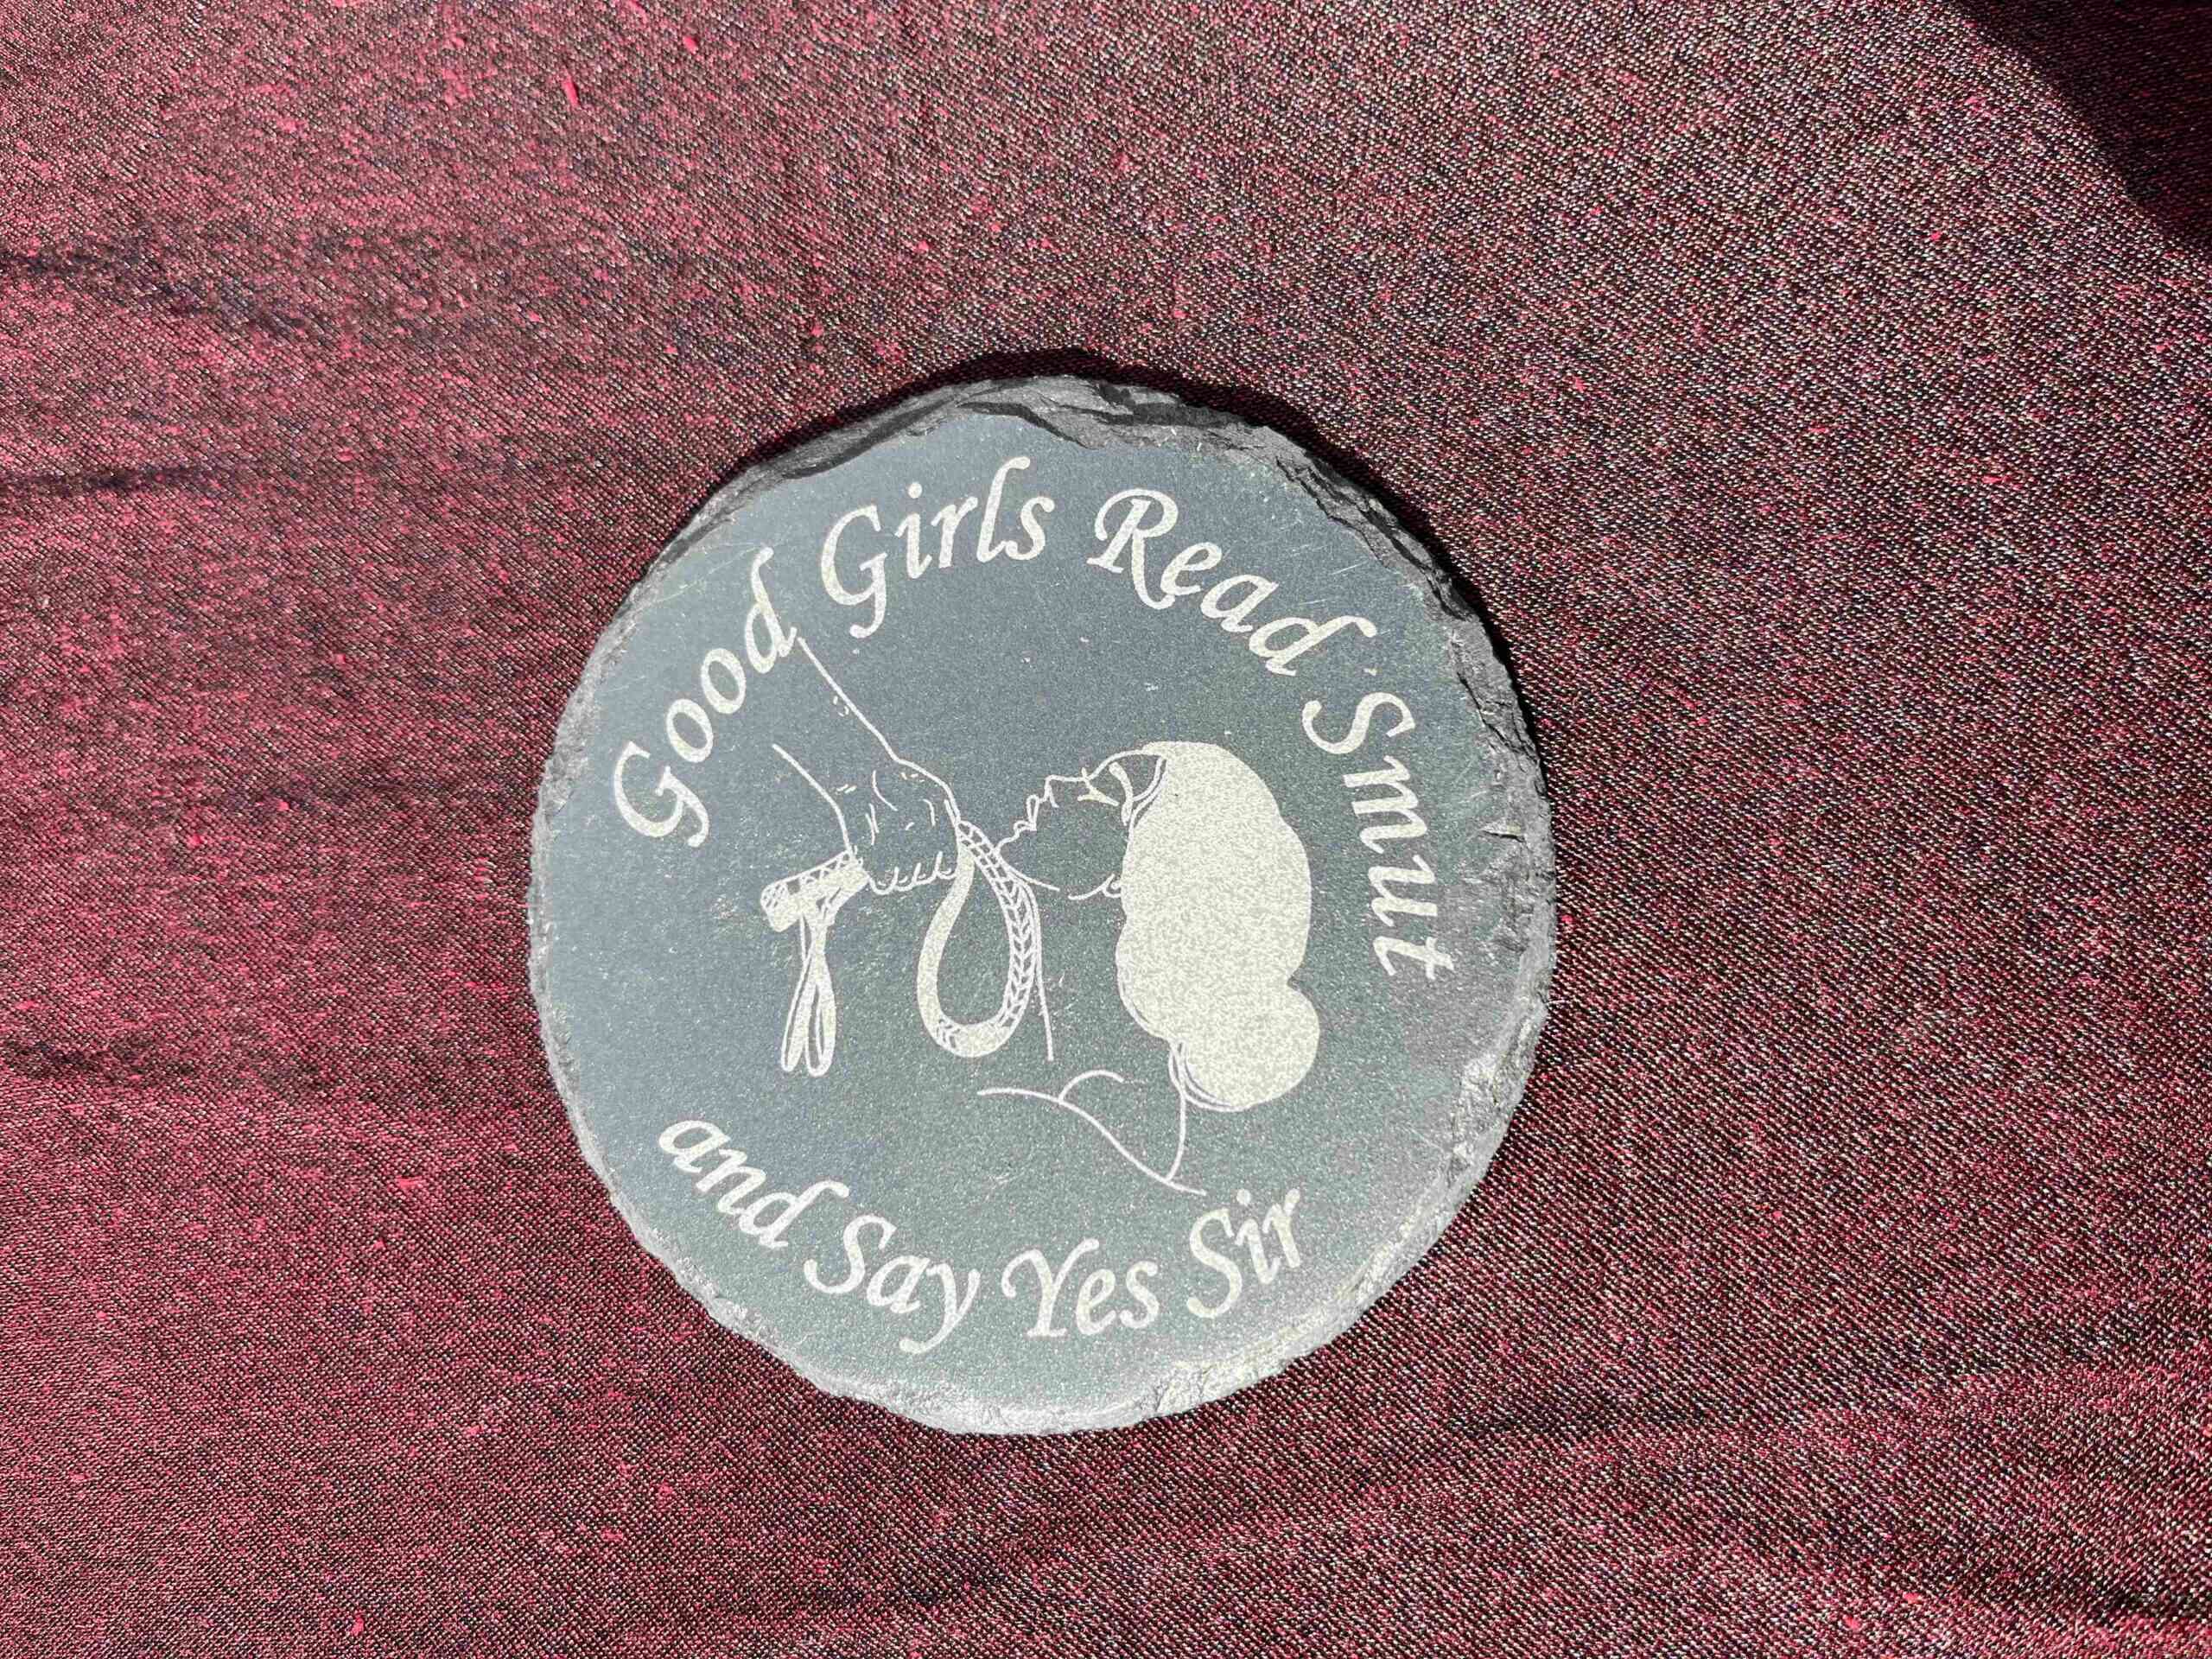 Good Girls Read Smut
and Say Yes Sir